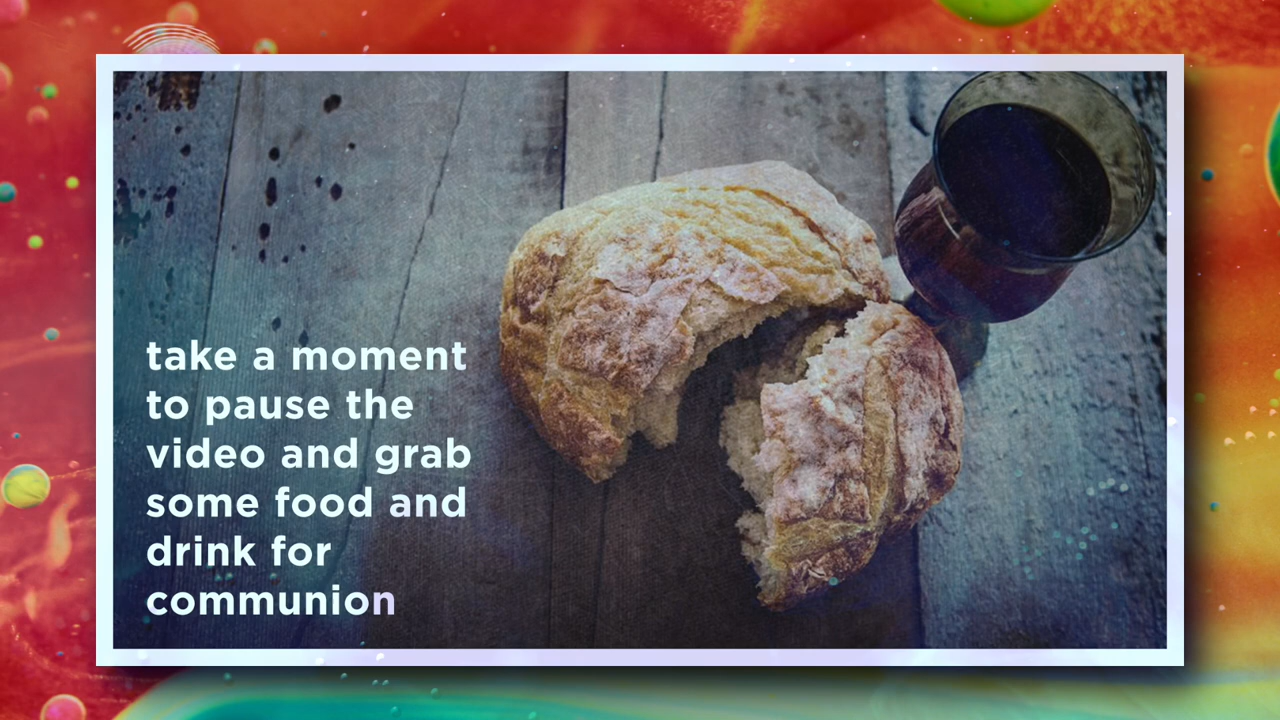 take a moment
to pause the
video and grab
some food and
drink for
communion